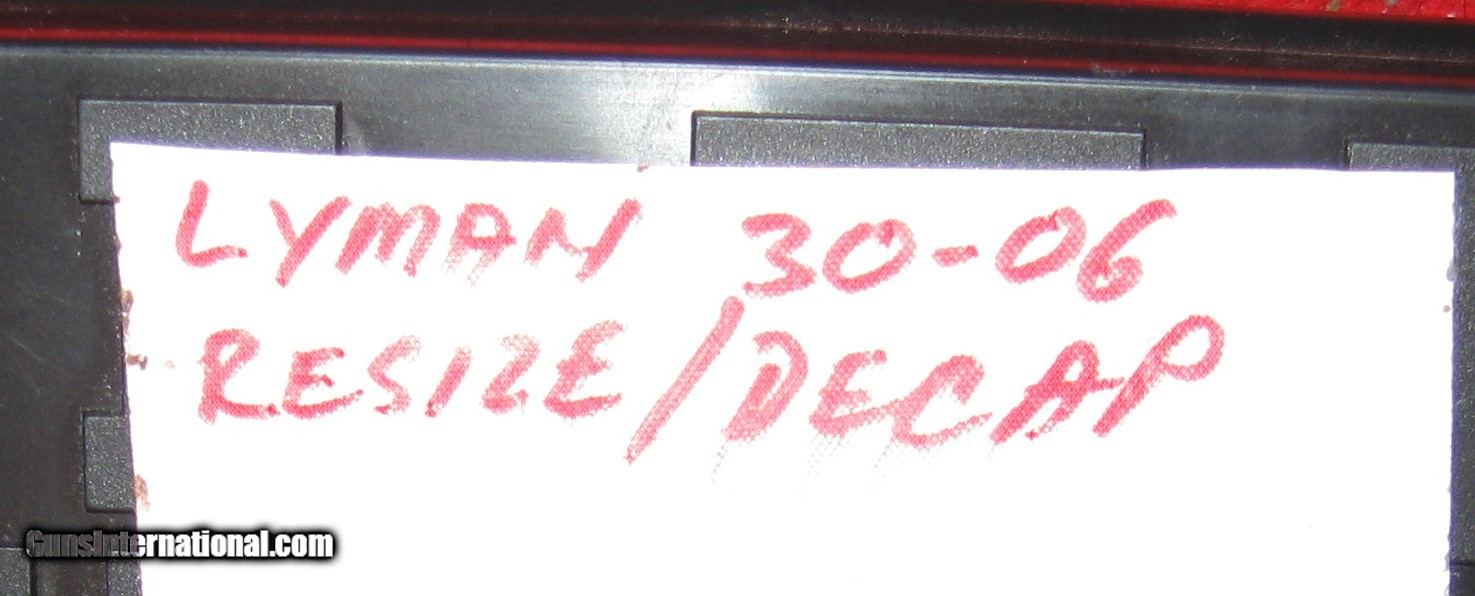 LYMAN 30-06
RESIZE/DECAP
GunsInternational.com